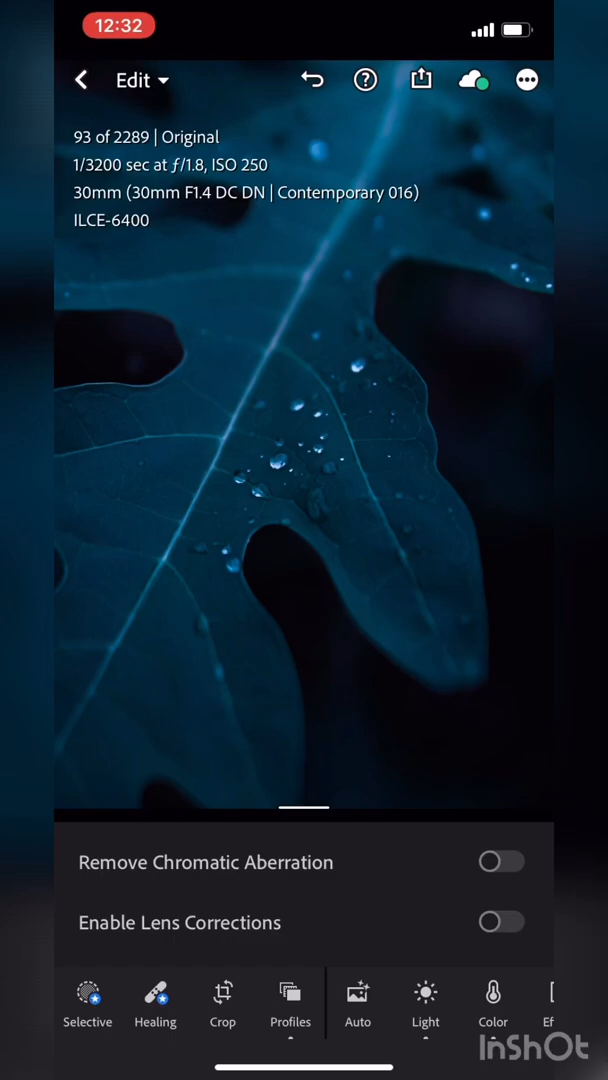 12:32
Edit
93 of 2289 | Original
1/3200 sec at ƒ/1.8, ISO 250
30mm (30mm F1.4 DC DN | Contemporary 016)
ILCE-6400
Remove Chromatic Aberration
Enable Lens Corrections
Selective
Healing
Crop
Profiles
Auto
Light
Color
Ef
InShOt